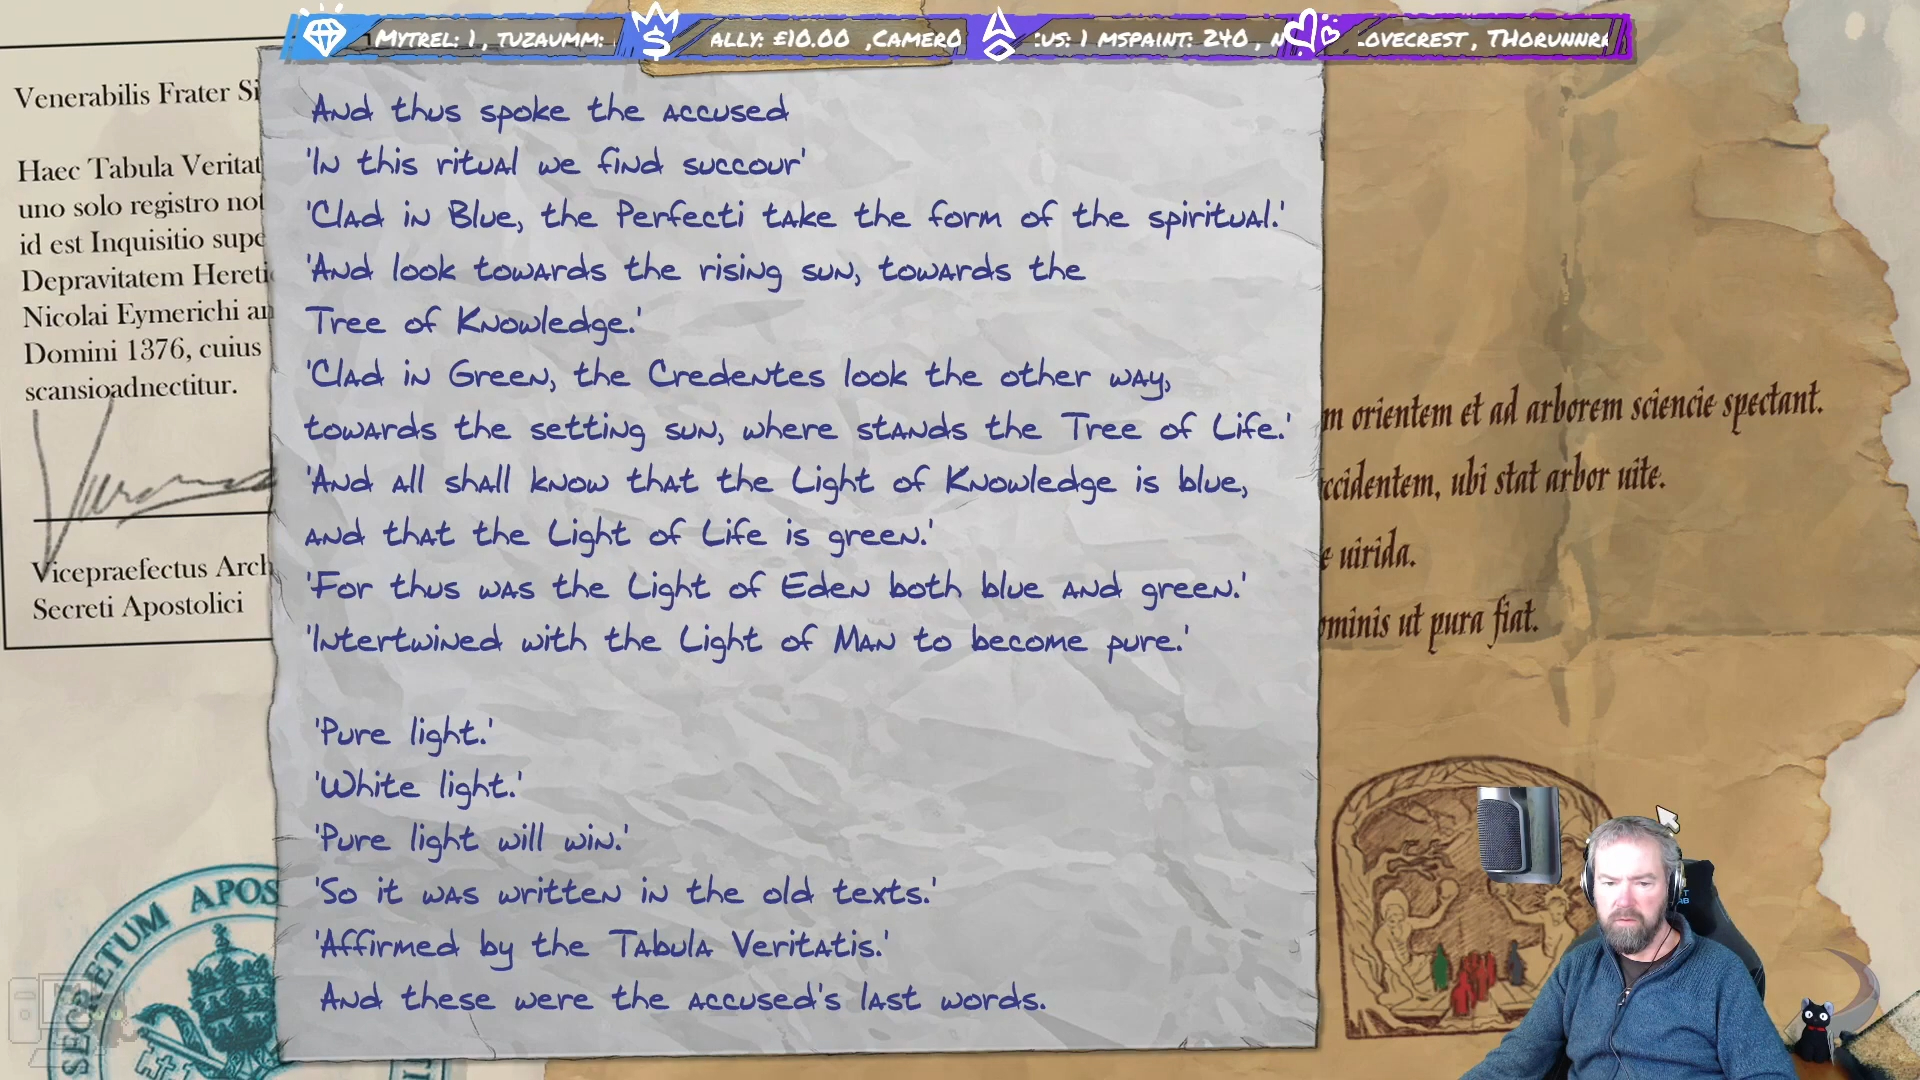 MYTREL: 1 , TUZAUMM:
ALLY: £10.00 ,CAMERO
:US: 1 MSPAINT: 240 ,
LOVECREST , THORUNNR
Venerabilis Frater Si
Haec Tabula Veritat
uno solo registro not
id est Inquisitio supe
Depravitatem Hereti
Nicolai Eymerichi an
Domini 1376, cuius
scansioadnectitur.
Vicepraefectus Arch
Secreti Apostolici
And thus spoke the accused
'In this ritual we find succour'
'Clad in Blue, the Perfecti take the form of the spiritual.'
'And look towards the rising sun, towards the
Tree of Knowledge.'
'Clad in Green, the Credentes look the other way,
towards the setting sun, where stands the Tree of Life.'
'And all shall know that the Light of Knowledge is blue,
and that the Light of Life is green.'
'For thus was the Light of Eden both blue and green.'
'Intertwined with the Light of Man to become pure.'
'Pure light.'
'White light.'
'Pure light will win.'
'So it was written in the old texts.'
'Affirmed by the Tabula Veritatis.'
And these were the accused's last words.
m orientem et ad arborem sciencie spectant.
ccidentem, ubi stat arbor uite.
e uirida.
ominis ut pura fiat.
SECRETUM APOS